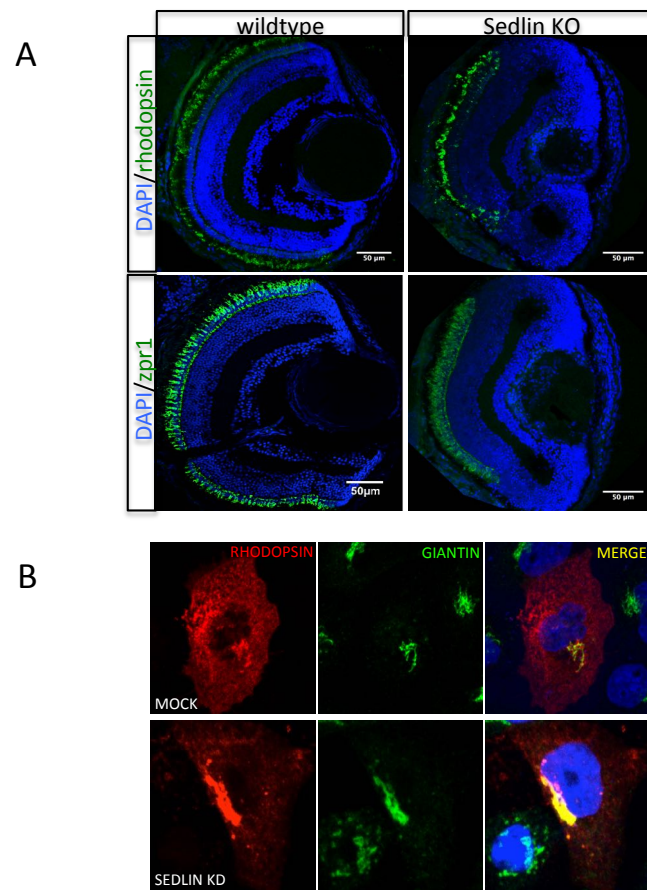 wildtype Sedlin KO
A
DAPI/rhodopsin
50 µm 50 µm
DAPI/zpr1
50µm 50 µm
B
RHODOPSIN GIANTIN MERGE
MOCK
SEDLIN KD